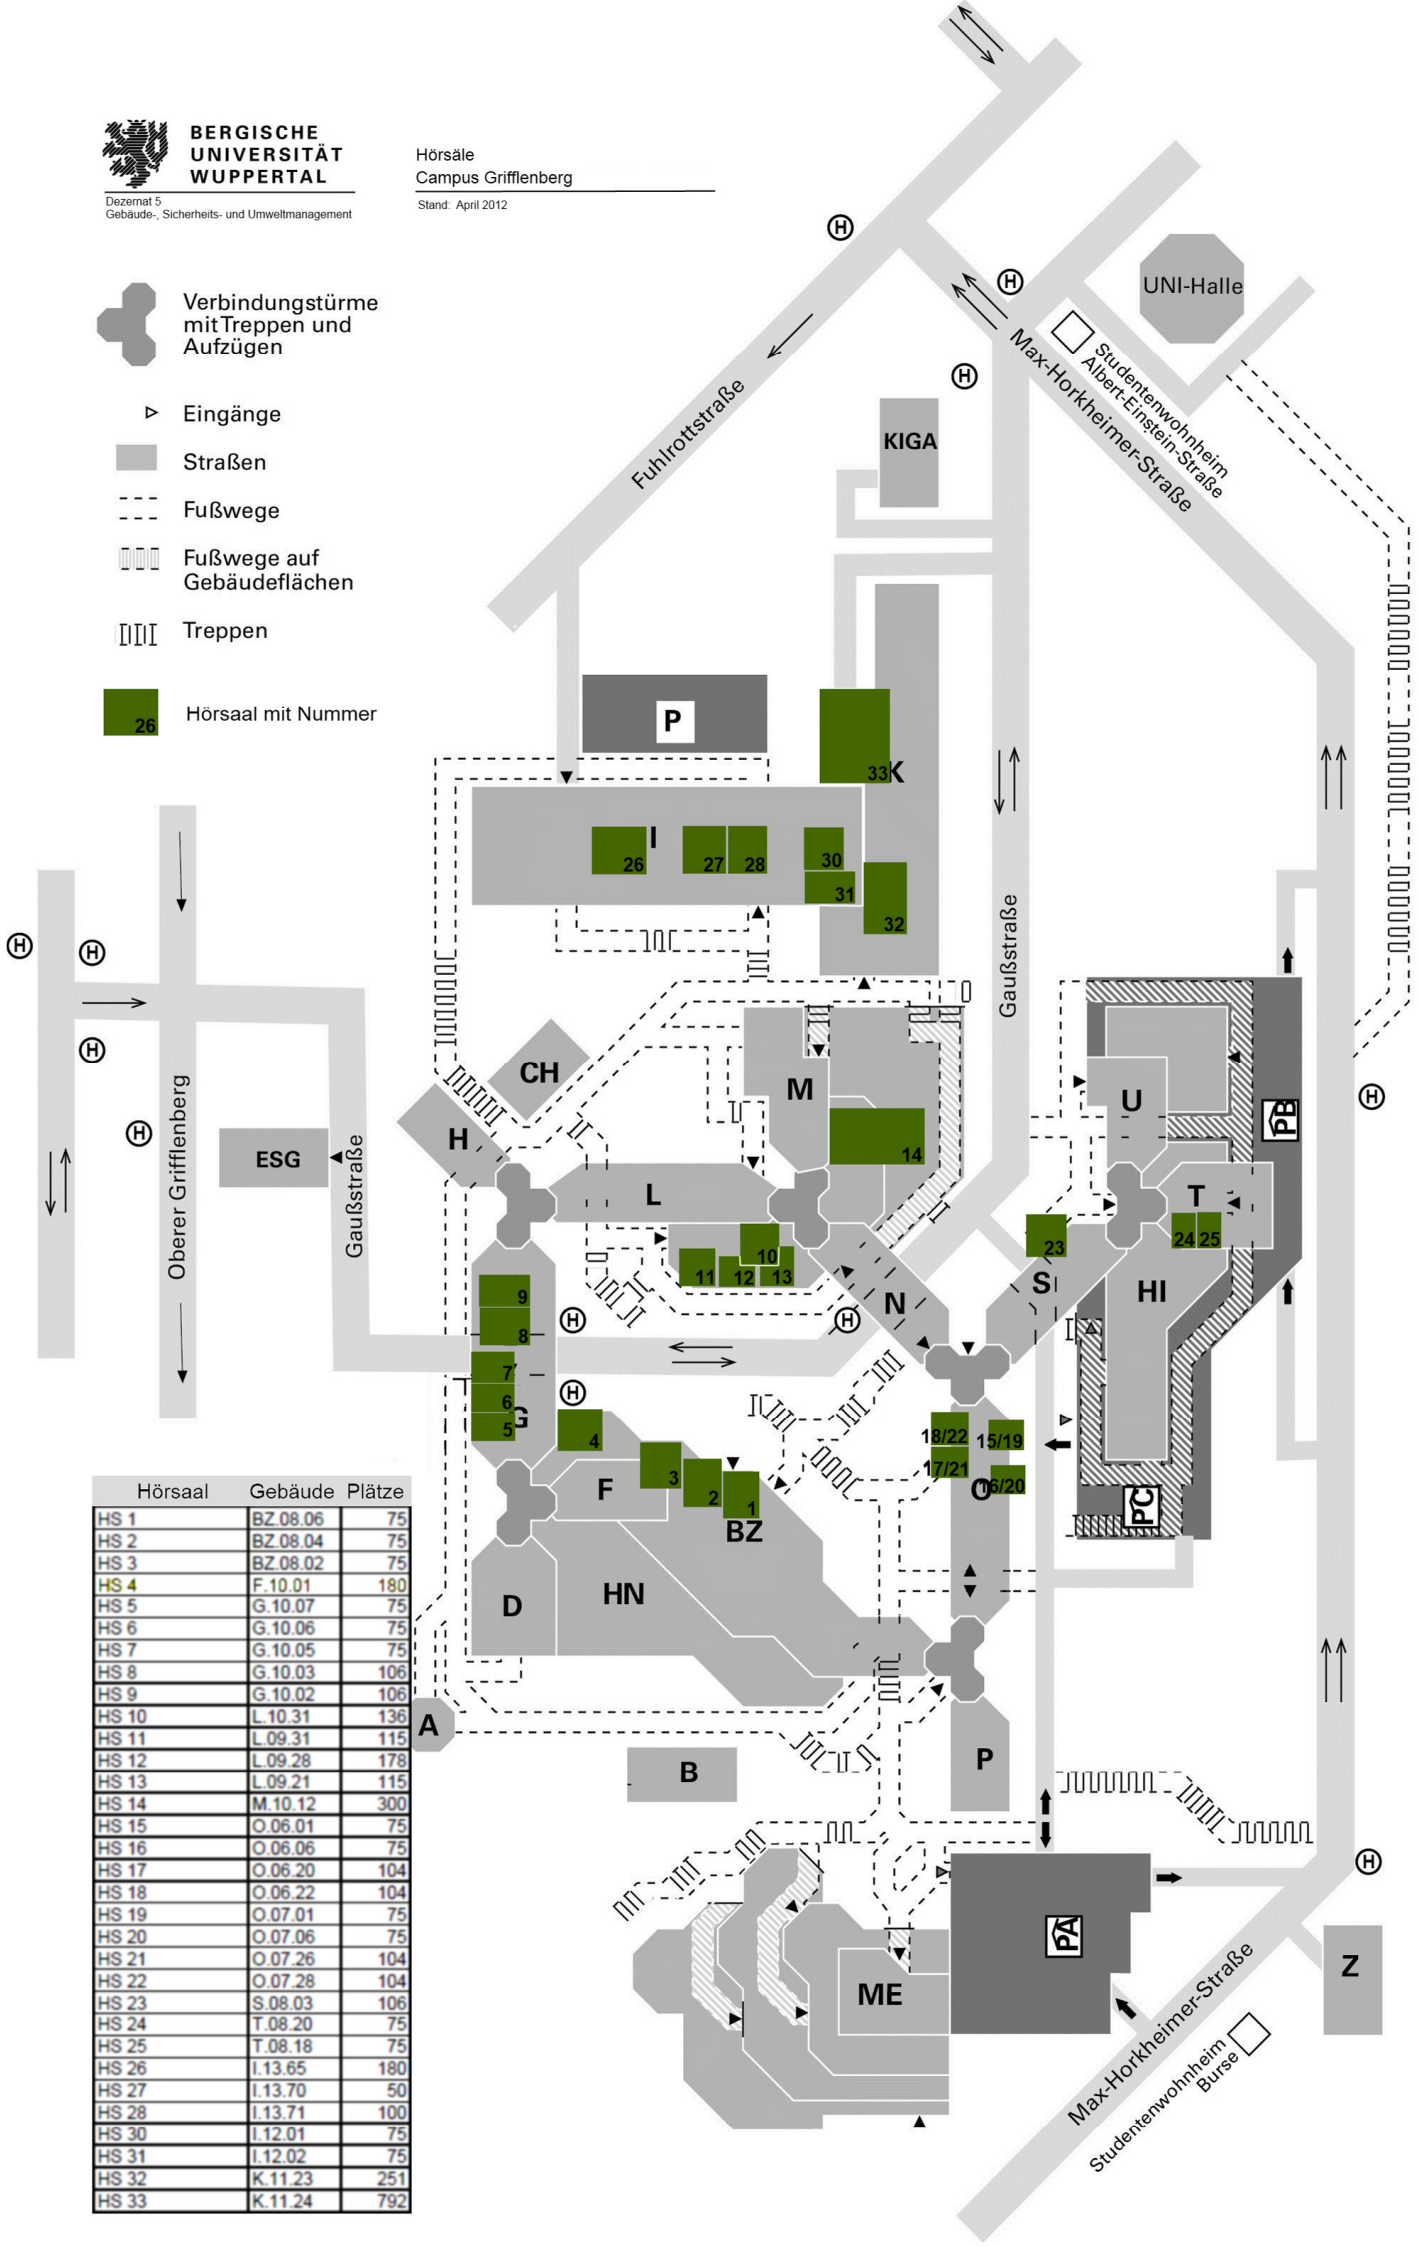 BERGISCHE
UNIVERSITÄT
WUPPERTAL
Dezernat 5
Gebäude-, Sicherheits- und Umweltmanagement
Hörsäle
Campus Grifflenberg
Stand: April 2012
Verbindungstürme
mit Treppen und
Aufzügen
Eingänge
Straßen
Fußwege
Fußwege auf
Gebäudeflächen
Treppen
26
Hörsaal mit Nummer
H
H
H
UNI-Halle
Studentenwohnheim
Albert-Einstein-Straße
Max-Horkheimer-Straße
Fuhlrottstraße
KIGA
P
33
K
I
26
27
28
30
31
32
Gaußstraße
H
H
H
H
Oberer Grifflenberg
Gaußstraße
ESG
CH
H
M
14
L
10
11
12
13
U
PB
H
T
24
25
23
S
HI
N
H
H
H
9
8
7
6
5
G
4
3
2
1
F
BZ
HN
D
18/22
15/19
17/21
16/20
O
PC
A
B
P
H
PA
ME
Z
Max-Horkheimer-Straße
Studentenwohnheim
Burse
Hörsaal Gebäude Plätze
HS 1 BZ.08.06 75
HS 2 BZ.08.04 75
HS 3 BZ.08.02 75
HS 4 F.10.01 180
HS 5 G.10.07 75
HS 6 G.10.06 75
HS 7 G.10.05 75
HS 8 G.10.03 106
HS 9 G.10.02 106
HS 10 L.10.31 136
HS 11 L.09.31 115
HS 12 L.09.28 178
HS 13 L.09.21 115
HS 14 M.10.12 300
HS 15 O.06.01 75
HS 16 O.06.06 75
HS 17 O.06.20 104
HS 18 O.06.22 104
HS 19 O.07.01 75
HS 20 O.07.06 75
HS 21 O.07.26 104
HS 22 O.07.28 104
HS 23 S.08.03 106
HS 24 T.08.20 75
HS 25 T.08.18 75
HS 26 I.13.65 180
HS 27 I.13.70 50
HS 28 I.13.71 100
HS 30 I.12.01 75
HS 31 I.12.02 75
HS 32 K.11.23 251
HS 33 K.11.24 792